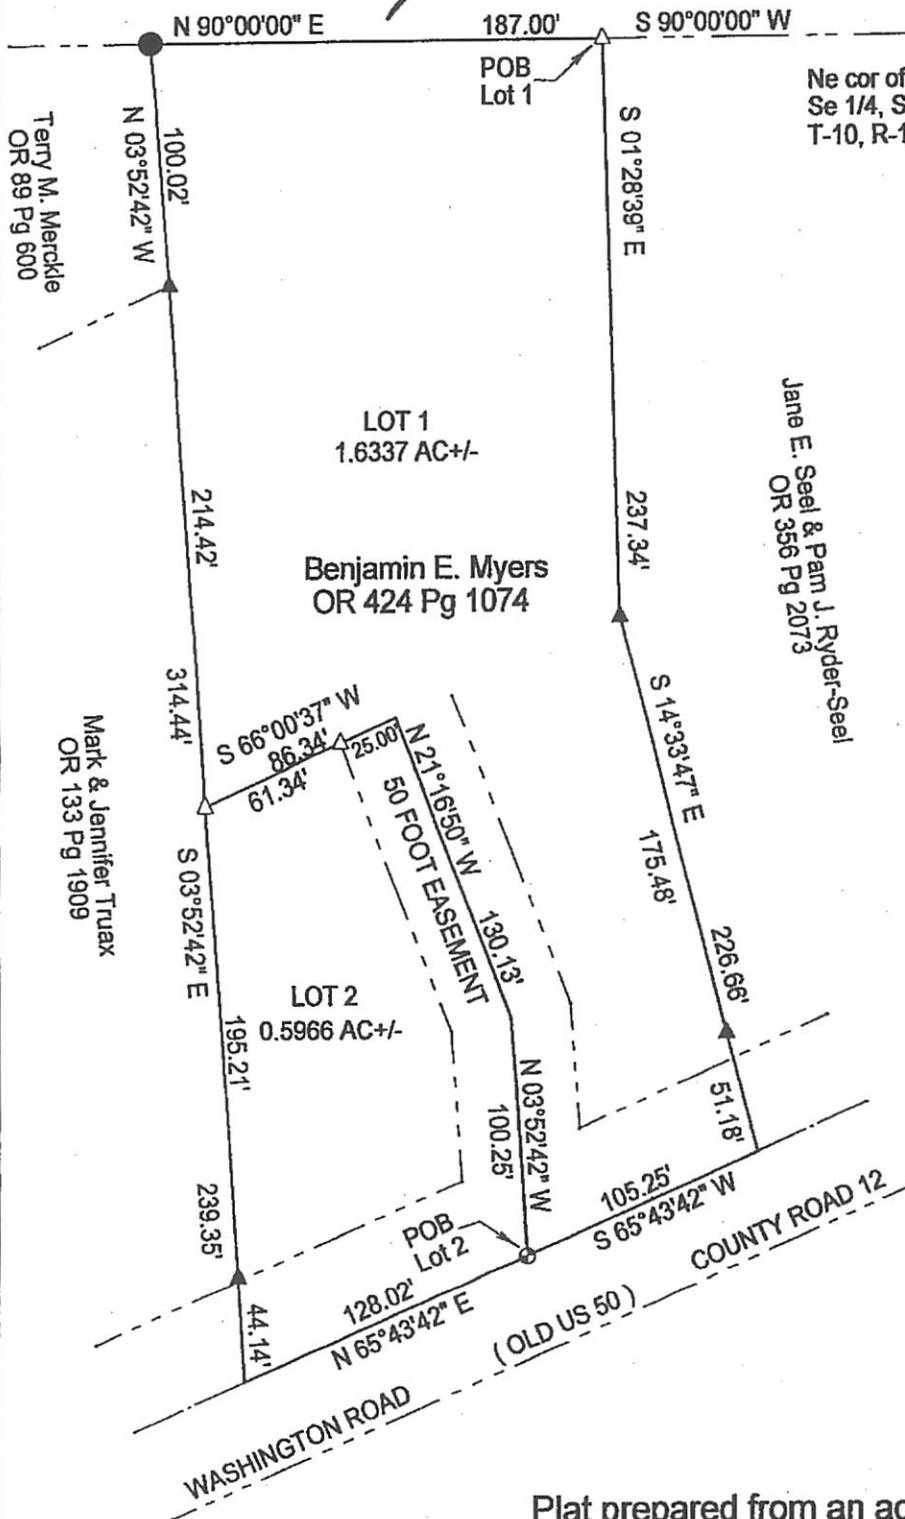 N 90°00'00" E
187.00'
S 90°00'00" W
POB
Lot 1
Ne cor of
Se 1/4, S
T-10, R-1
Terry M. Merckle
OR 89 Pg 600
N 03°52'42" W
100.02'
S 01°28'39" E
LOT 1
1.6337 AC+/-
Jane E. Seel & Pam J. Ryder-Seel
OR 356 Pg 2073
214.42'
237.34'
Benjamin E. Myers
OR 424 Pg 1074
314.44'
S 66°00'37" W
86.34'
61.34'
25.00'
N 21°16'50" W
130.13'
50 FOOT EASEMENT
S 14°33'47" E
175.48'
226.66'
51.18'
Mark & Jennifer Truax
OR 133 Pg 1909
S 03°52'42" E
195.21'
LOT 2
0.5966 AC+/-
N 03°52'42" W
100.25'
239.35'
44.14'
POB
Lot 2
105.25'
S 65°43'42" W
128.02'
N 65°43'42" E
COUNTY ROAD 12
( OLD US 50 )
WASHINGTON ROAD
Plat prepared from an ac